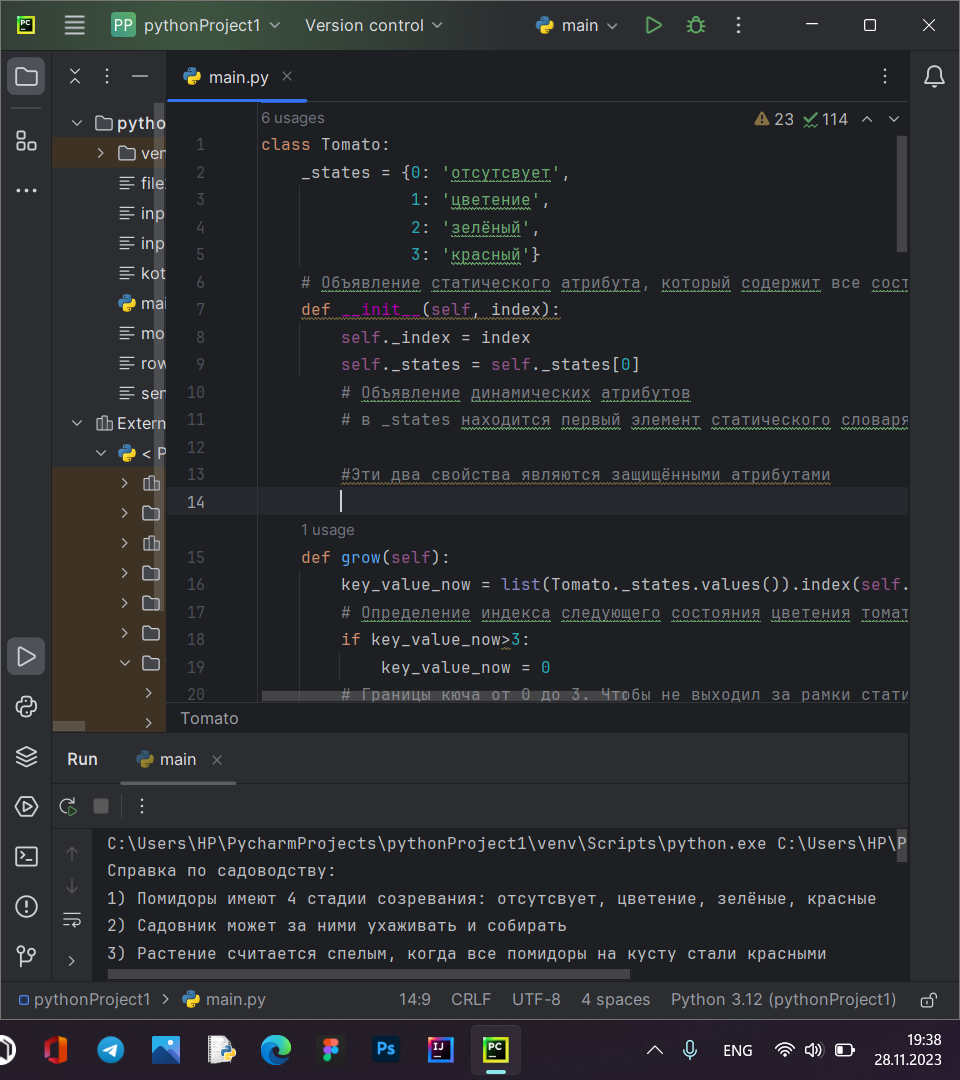 PP pythonProject1 Version control main
main.py
6 usages
23 114
pytho
ven
file
inp
inp
kot
mai
mo
row
sen
Extern
< P
1 class Tomato:
2 _states = {0: 'отсутсвует',
3 1: 'цветение',
4 2: 'зелёный',
5 3: 'красный'}
6 # Объявление статического атрибута, который содержит все сост
7 def __init__(self, index):
8 self._index = index
9 self._states = self._states[0]
10 # Объявление динамических атрибутов
11 # в _states находится первый элемент статического словаря
12
13 #Эти два свойства являются защищёнными атрибутами
14
1 usage
15 def grow(self):
16 key_value_now = list(Tomato._states.values()).index(self.
17 # Определение индекса следующего состояния цветения томат
18 if key_value_now>3:
19 key_value_now = 0
20 # Границы кюча от 0 до 3. Чтобы не выходил за рамки стати
Tomato
Run main
C:\Users\HP\PycharmProjects\pythonProject1\venv\Scripts\python.exe C:\Users\HP\P
Справка по садоводству:
1) Помидоры имеют 4 стадии созревания: отсутсвует, цветение, зелёные, красные
2) Садовник может за ними ухаживать и собирать
3) Растение считается спелым, когда все помидоры на кусту стали красными
pythonProject1 > main.py 14:9 CRLF UTF-8 4 spaces Python 3.12 (pythonProject1)
ENG 19:38
28.11.2023